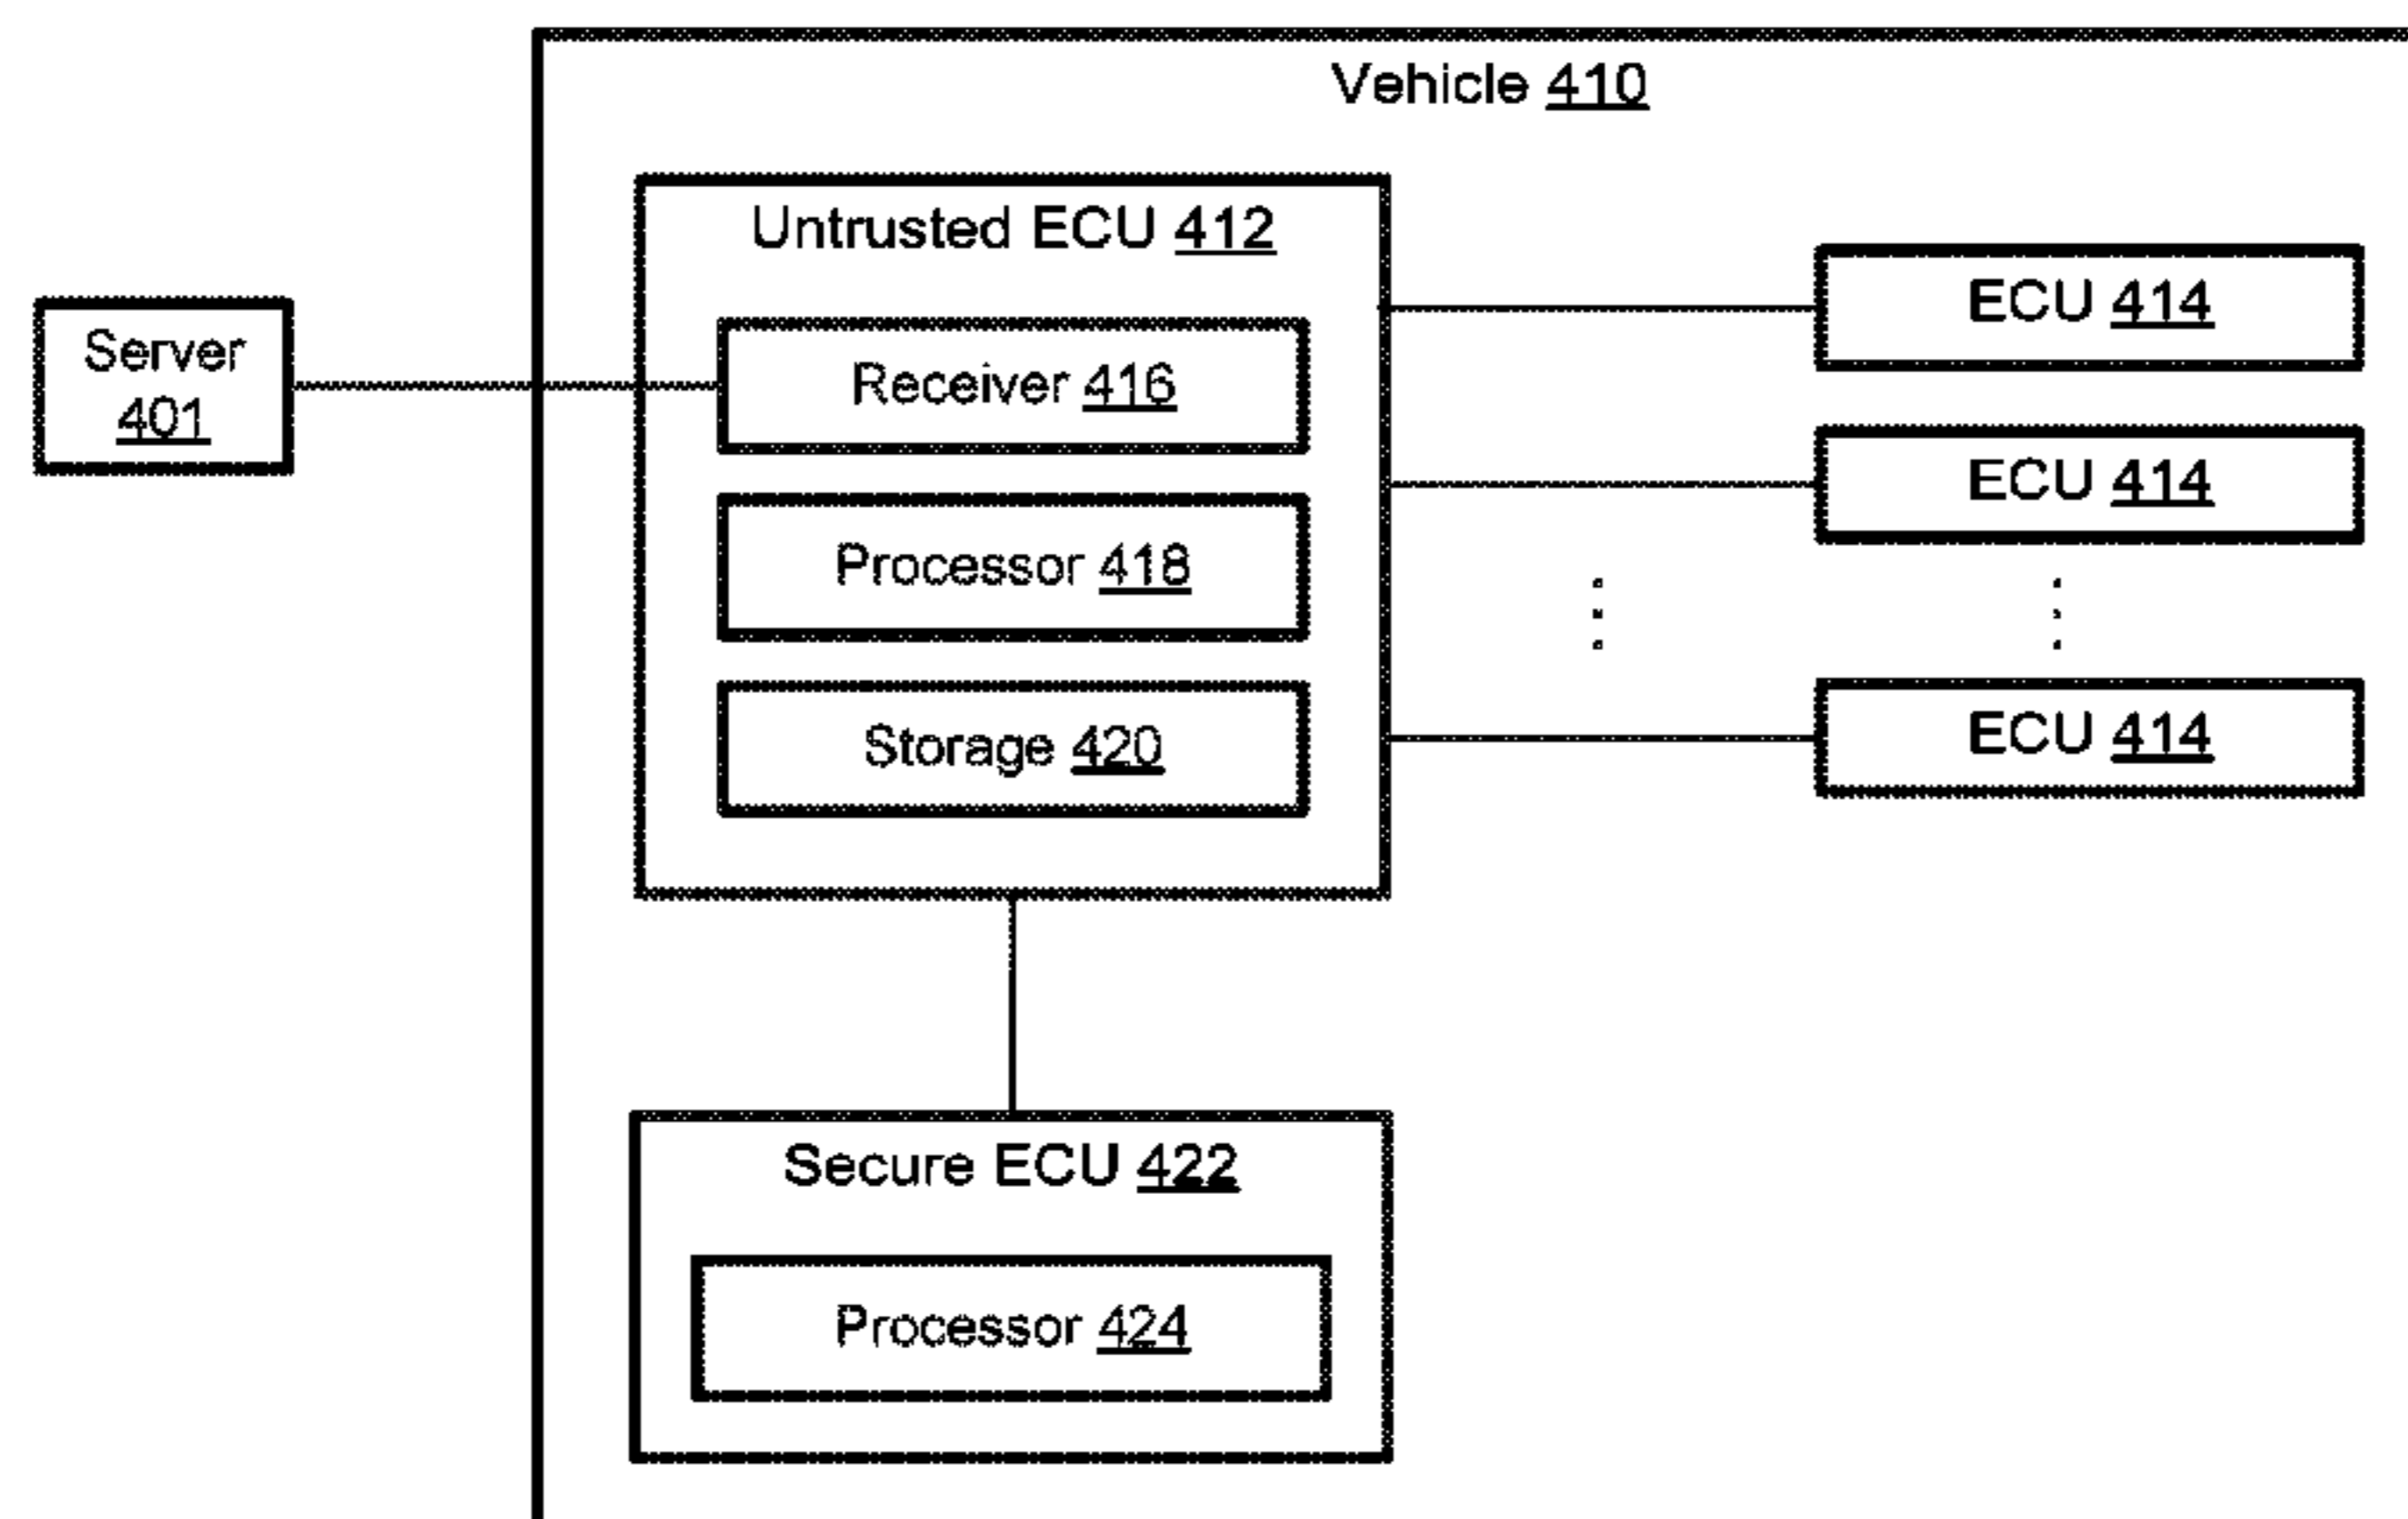 Vehicle 410
Untrusted ECU 412
Server
401
Receiver 416
Processor 418
Storage 420
ECU 414
ECU 414
ECU 414
Secure ECU 422
Processor 424